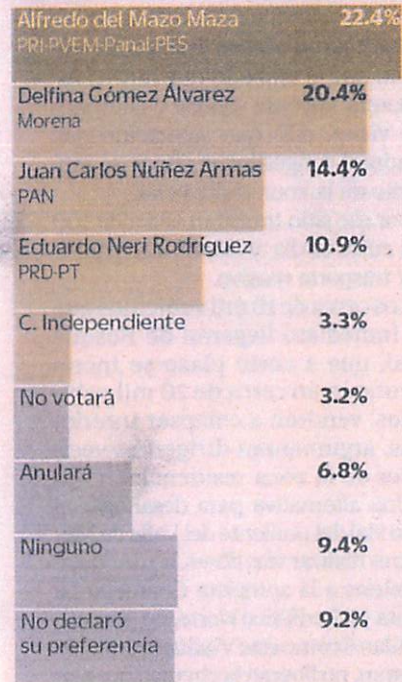 Alfredo del Mazo Maza 22.4%
PRI-PVEM-Panal-PES
Delfina Gómez Álvarez 20.4%
Morena
Juan Carlos Núñez Armas 14.4%
PAN
Eduardo Neri Rodríguez 10.9%
PRD-PT
C. Independiente 3.3%
No votará 3.2%
Anulará 6.8%
Ninguno 9.4%
No declaró 9.2%
su preferencia